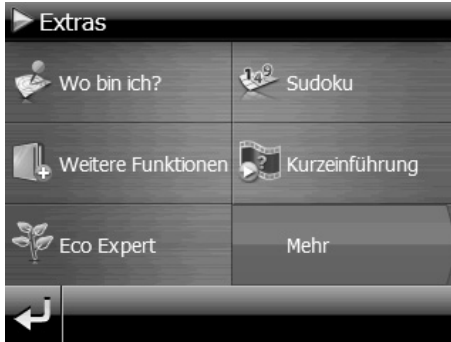 Extras
Wo bin ich?
Sudoku
Weitere Funktionen
Kurzeinführung
Eco Expert
Mehr